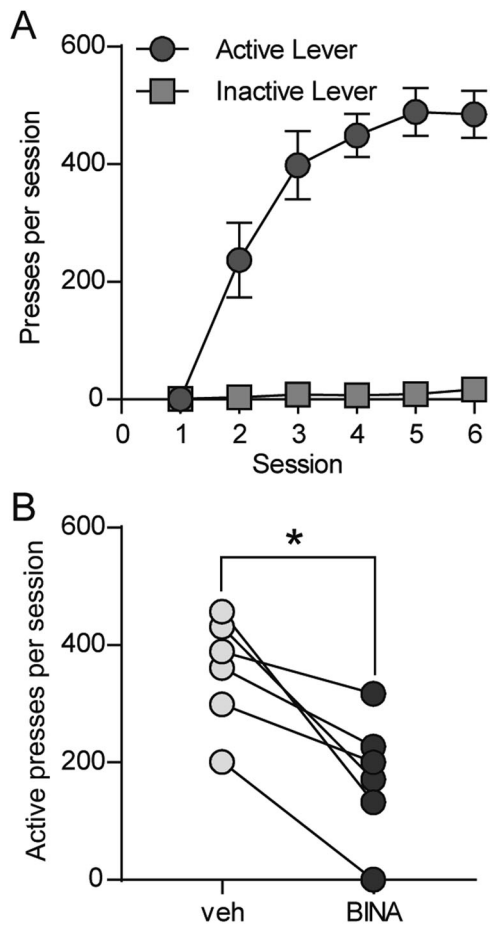 A
Active Lever
Inactive Lever
Presses per session
600
400
200
0
0 1 2 3 4 5 6
Session
B
*
Active presses per session
600
400
200
0
veh BINA